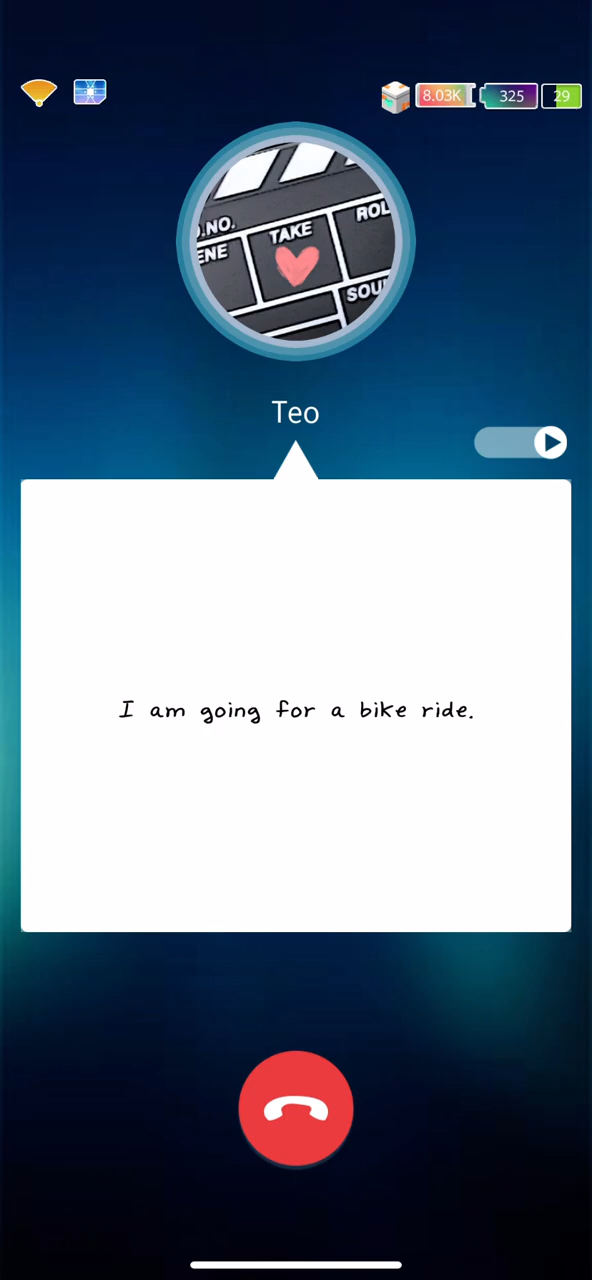 8.03K
325
29
.NO.
ENE
TAKE
ROL
SOU
Teo
I am going for a bike ride.